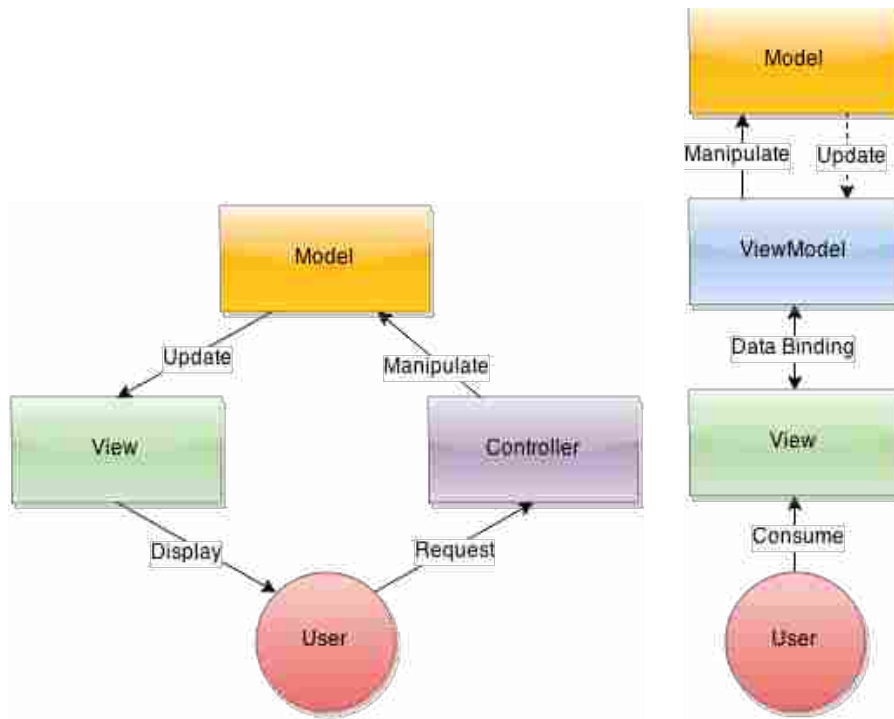 Model
Update
Manipulate
View
Controller
Display
Request
User
Model
Manipulate
Update
ViewModel
Data Binding
View
Consume
User